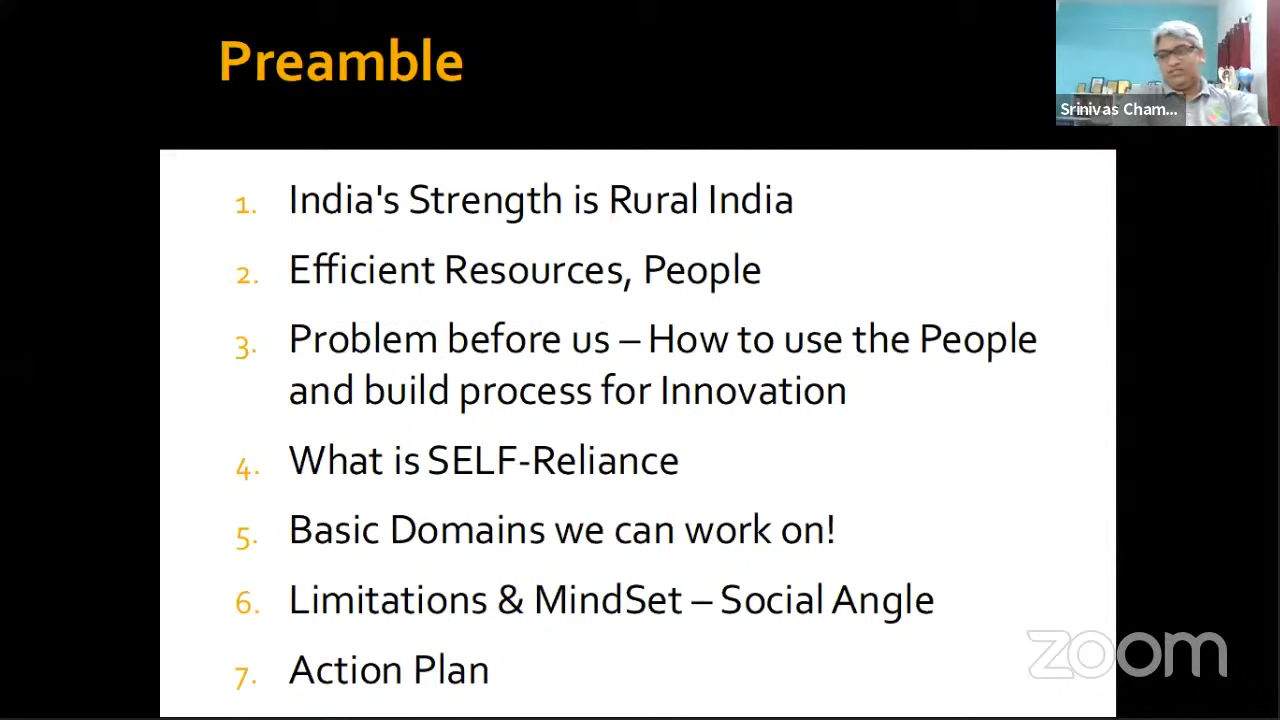 Preamble
Srinivas Cham...
1. India's Strength is Rural India
2. Efficient Resources, People
3. Problem before us – How to use the People
and build process for Innovation
4. What is SELF-Reliance
5. Basic Domains we can work on!
6. Limitations & MindSet – Social Angle
7. Action Plan
zoom